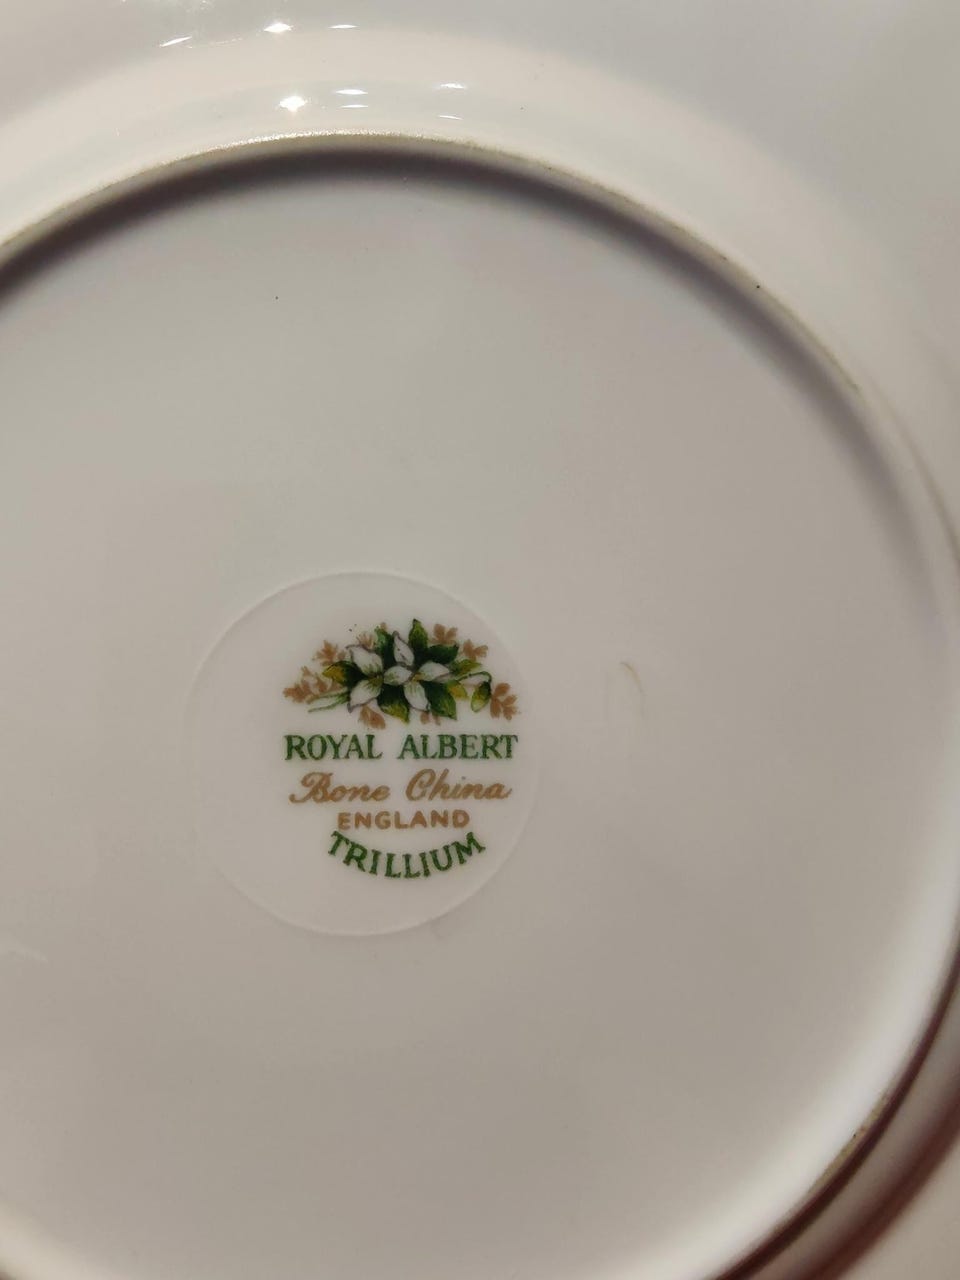 ROYAL ALBERT
Bone China
ENGLAND
TRILLIUM